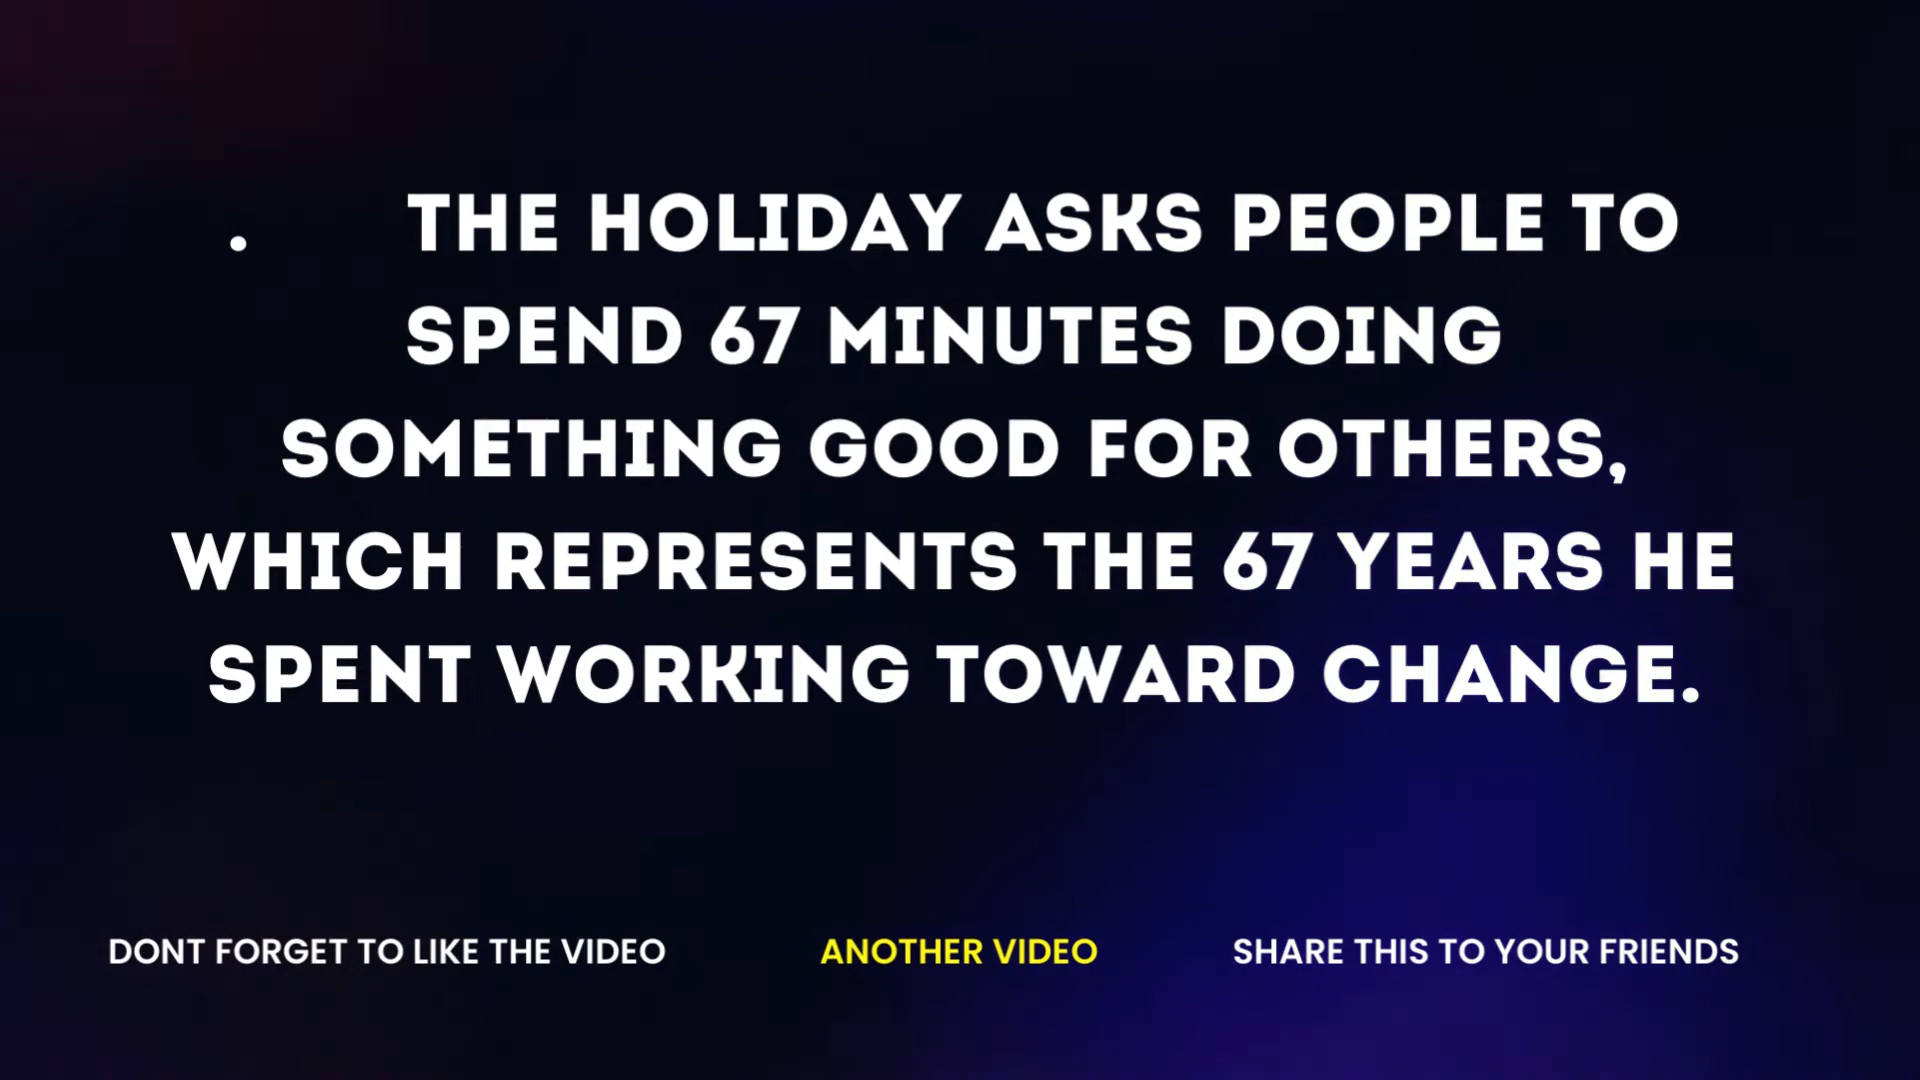 . THE HOLIDAY ASKS PEOPLE TO
SPEND 67 MINUTES DOING
SOMETHING GOOD FOR OTHERS,
WHICH REPRESENTS THE 67 YEARS HE
SPENT WORKING TOWARD CHANGE.
DONT FORGET TO LIKE THE VIDEO
ANOTHER VIDEO
SHARE THIS TO YOUR FRIENDS